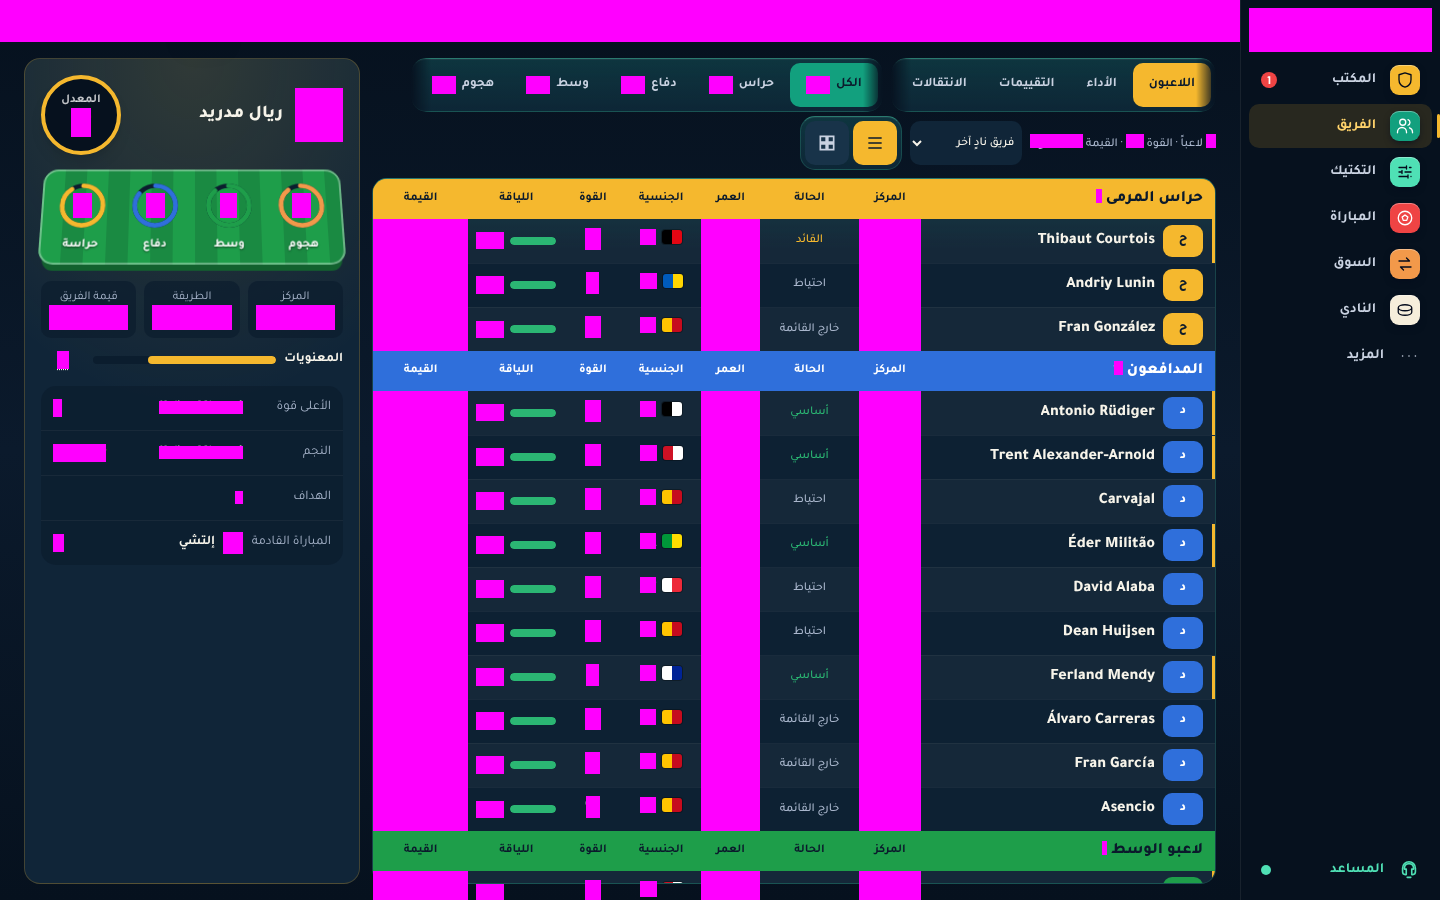 المكتب
1
الفريق
التكتيك
المباراة
السوق
النادي
المزيد
المساعد
اللاعبون
الأداء
التقييمات
الانتقالات
الكل
حراس
دفاع
وسط
هجوم
لاعباً · القوة · القيمة
فريق نادٍ آخر
حراس المرمى المركز الحالة العمر الجنسية القوة اللياقة القيمة
ح Thibaut Courtois القائد
ح Andriy Lunin احتياط
ح Fran González خارج القائمة
المدافعون المركز الحالة العمر الجنسية القوة اللياقة القيمة
د Antonio Rüdiger أساسي
د Trent Alexander-Arnold أساسي
د Carvajal احتياط
د Éder Militão أساسي
د David Alaba احتياط
د Dean Huijsen احتياط
د Ferland Mendy أساسي
د Álvaro Carreras خارج القائمة
د Fran García خارج القائمة
د Asencio خارج القائمة
لاعبو الوسط المركز الحالة العمر الجنسية القوة اللياقة القيمة
ريال مدريد
المعدل
هجوم
وسط
دفاع
حراسة
المركز
الطريقة
قيمة الفريق
المعنويات
الأعلى قوة
النجم
الهداف
المباراة القادمة إلتشي